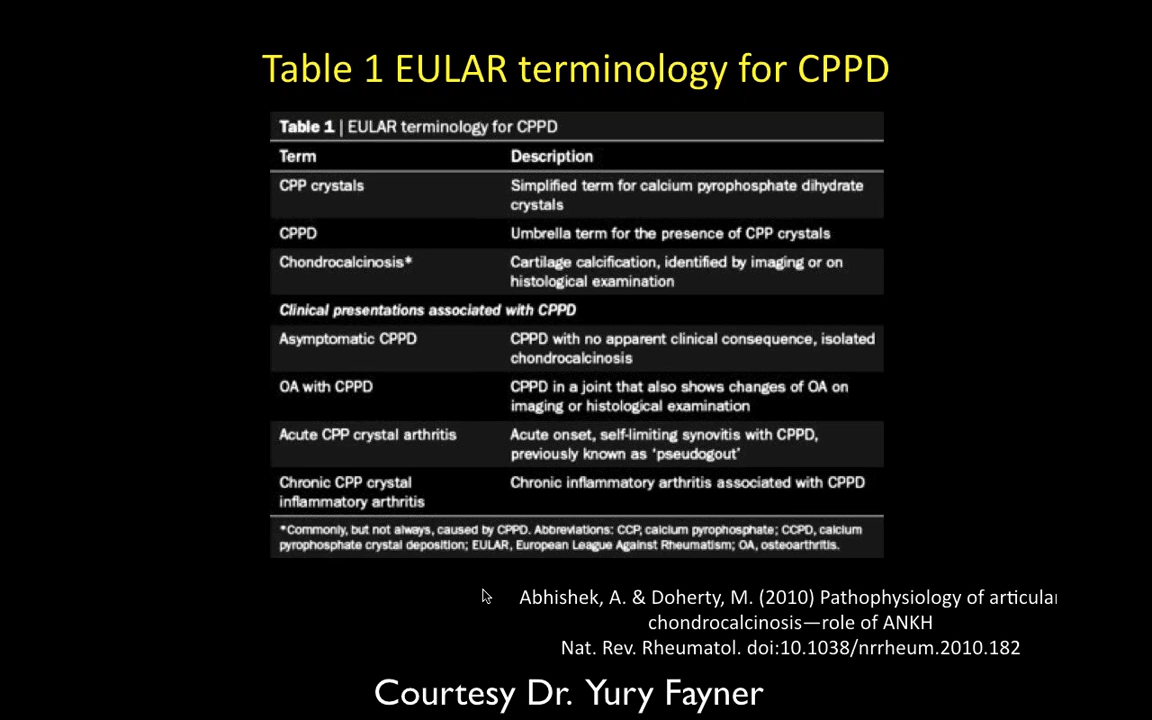 Table 1 EULAR terminology for CPPD
Table 1 | EULAR terminology for CPPD
Term Description
CPP crystals Simplified term for calcium pyrophosphate dihydrate
crystals
CPPD Umbrella term for the presence of CPP crystals
Chondrocalcinosis* Cartilage calcification, identified by imaging or on
histological examination
Clinical presentations associated with CPPD
Asymptomatic CPPD CPPD with no apparent clinical consequence, isolated
chondrocalcinosis
OA with CPPD CPPD in a joint that also shows changes of OA on
imaging or histological examination
Acute CPP crystal arthritis Acute onset, self-limiting synovitis with CPPD,
previously known as ‘pseudogout’
Chronic CPP crystal Chronic inflammatory arthritis associated with CPPD
inflammatory arthritis
*Commonly, but not always, caused by CPPD. Abbreviations: CCP, calcium pyrophosphate; CCPD, calcium
pyrophosphate crystal deposition; EULAR, European League Against Rheumatism; OA, osteoarthritis.
Abhishek, A. & Doherty, M. (2010) Pathophysiology of articular
chondrocalcinosis—role of ANKH
Nat. Rev. Rheumatol. doi:10.1038/nrrheum.2010.182
Courtesy Dr. Yury Fayner